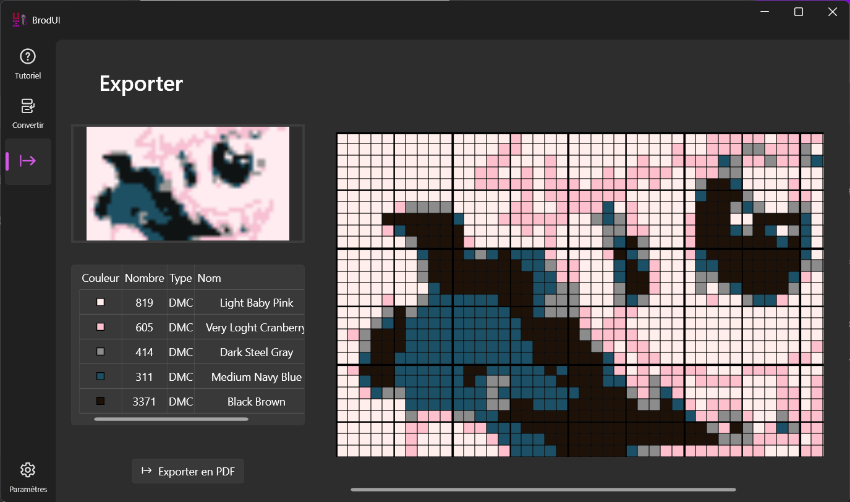 BrodUI
Tutoriel
Convertir
Paramètres
Exporter
Couleur Nombre Type Nom
819 DMC Light Baby Pink
605 DMC Very Loght Cranberry
414 DMC Dark Steel Gray
311 DMC Medium Navy Blue
3371 DMC Black Brown
Exporter en PDF